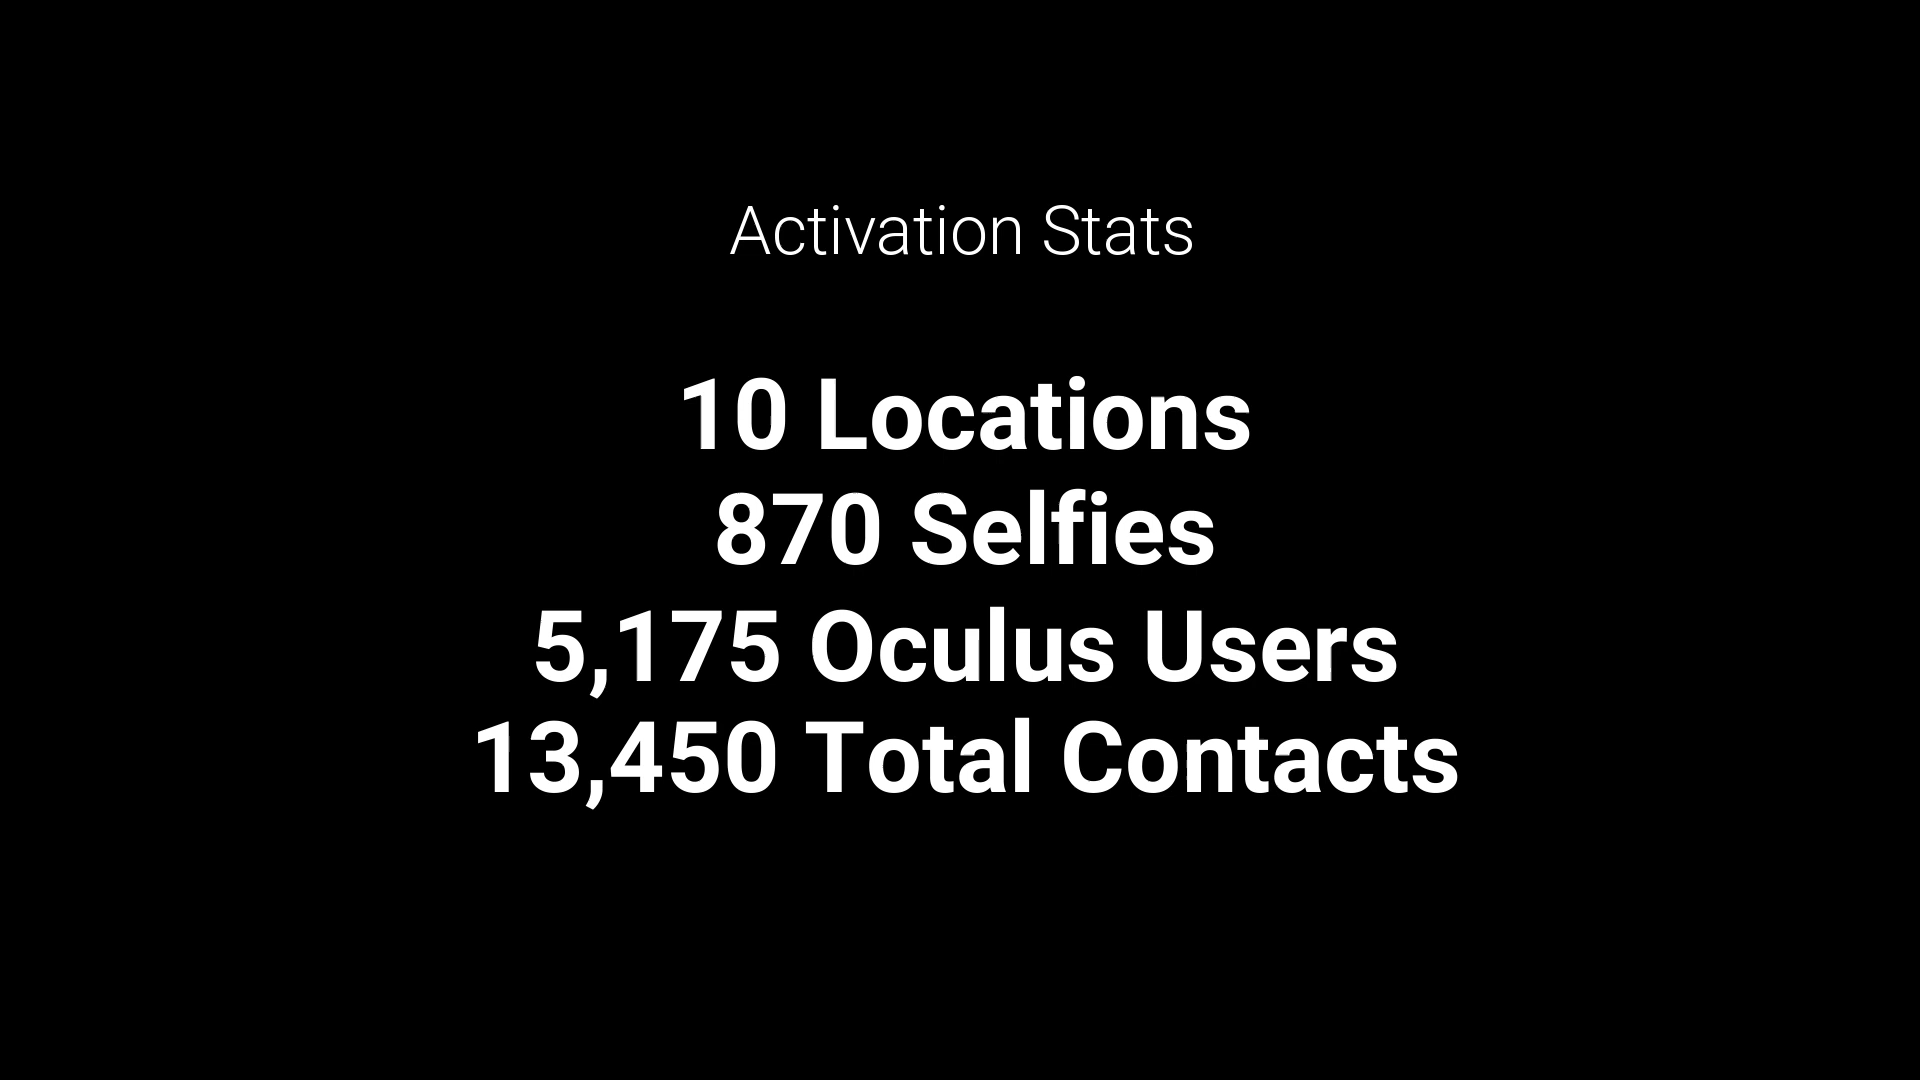 Activation Stats
10 Locations
870 Selfies
5,175 Oculus Users
13,450 Total Contacts